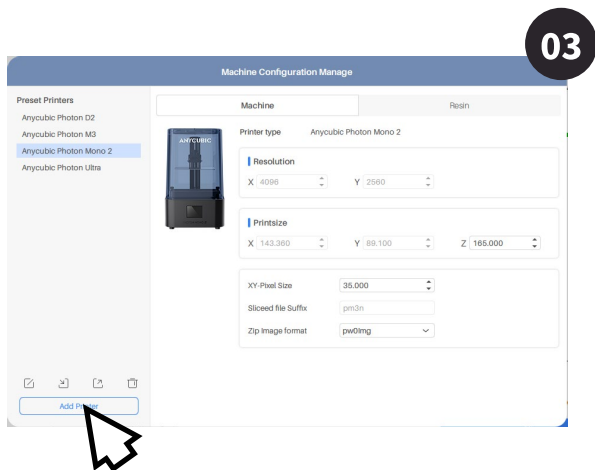 03
Machine Configuration Manage
Preset Printers
Anycubic Photon D2
Anycubic Photon M3
Anycubic Photon Mono 2
Anycubic Photon Ultra
Machine
Resin
ANYCUBIC
Printer type Anycubic Photon Mono 2
Resolution
X 4096 Y 2560
Printsize
X 143.360 Y 89.100 Z 165.000
XY-Pixel Size 35.000
Sliceed file Suffix pm3n
Zip Image format pw0Img
Add Printer